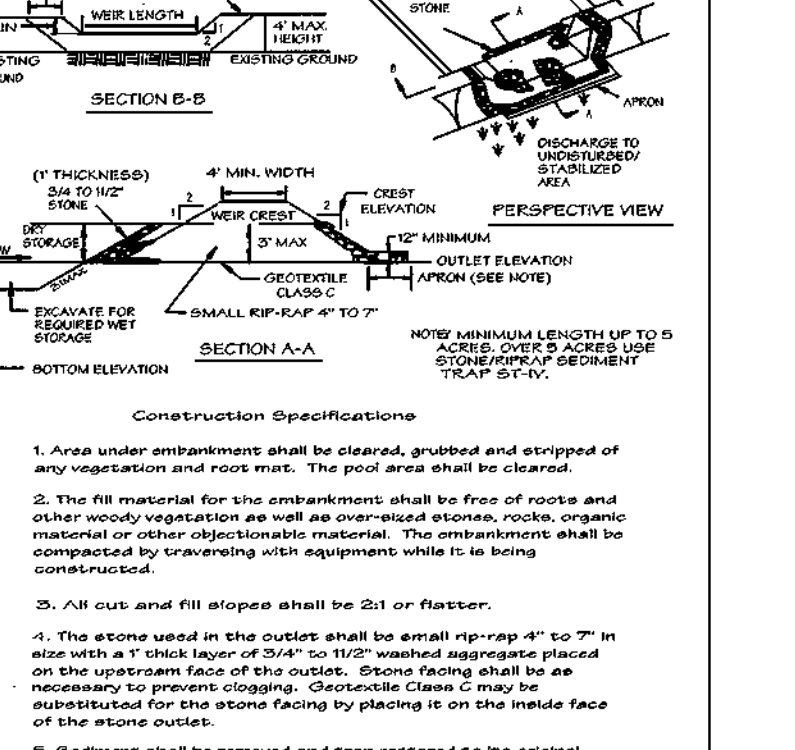 WEIR LENGTH
STONE
A
IN
1
2
4' MAX.
HEIGHT
EXISTING GROUND
B
SECTION B-B
A
APRON
DISCHARGE TO
UNDISTURBED/
STABILIZED
AREA
PERSPECTIVE VIEW
(1' THICKNESS)
3/4 TO 11/2"
STONE
4' MIN. WIDTH
2
1
WEIR CREST
2
1
CREST
ELEVATION
DRY
STORAGE
3' MAX
12" MINIMUM
OUTLET ELEVATION
W
2:1 MAX
GEOTEXTILE
CLASS C
APRON (SEE NOTE)
EXCAVATE FOR
REQUIRED WET
STORAGE
SMALL RIP-RAP 4" TO 7"
SECTION A-A
NOTE: MINIMUM LENGTH UP TO 5
ACRES. OVER 5 ACRES USE
STONE/RIPRAP SEDIMENT
TRAP ST-IV.
BOTTOM ELEVATION
Construction Specifications
1. Area under embankment shall be cleared, grubbed and stripped of
any vegetation and root mat. The pool area shall be cleared.
2. The fill material for the embankment shall be free of roots and
other woody vegetation as well as over-sized stones, rocks, organic
material or other objectionable material. The embankment shall be
compacted by traversing with equipment while it is being
constructed.
3. All cut and fill slopes shall be 2:1 or flatter.
4. The stone used in the outlet shall be small rip-rap 4" to 7" in
size with a 1' thick layer of 3/4" to 11/2" washed aggregate placed
on the upstream face of the outlet. Stone facing shall be as
necessary to prevent clogging. Geotextile Class C may be
substituted for the stone facing by placing it on the inside face
of the stone outlet.